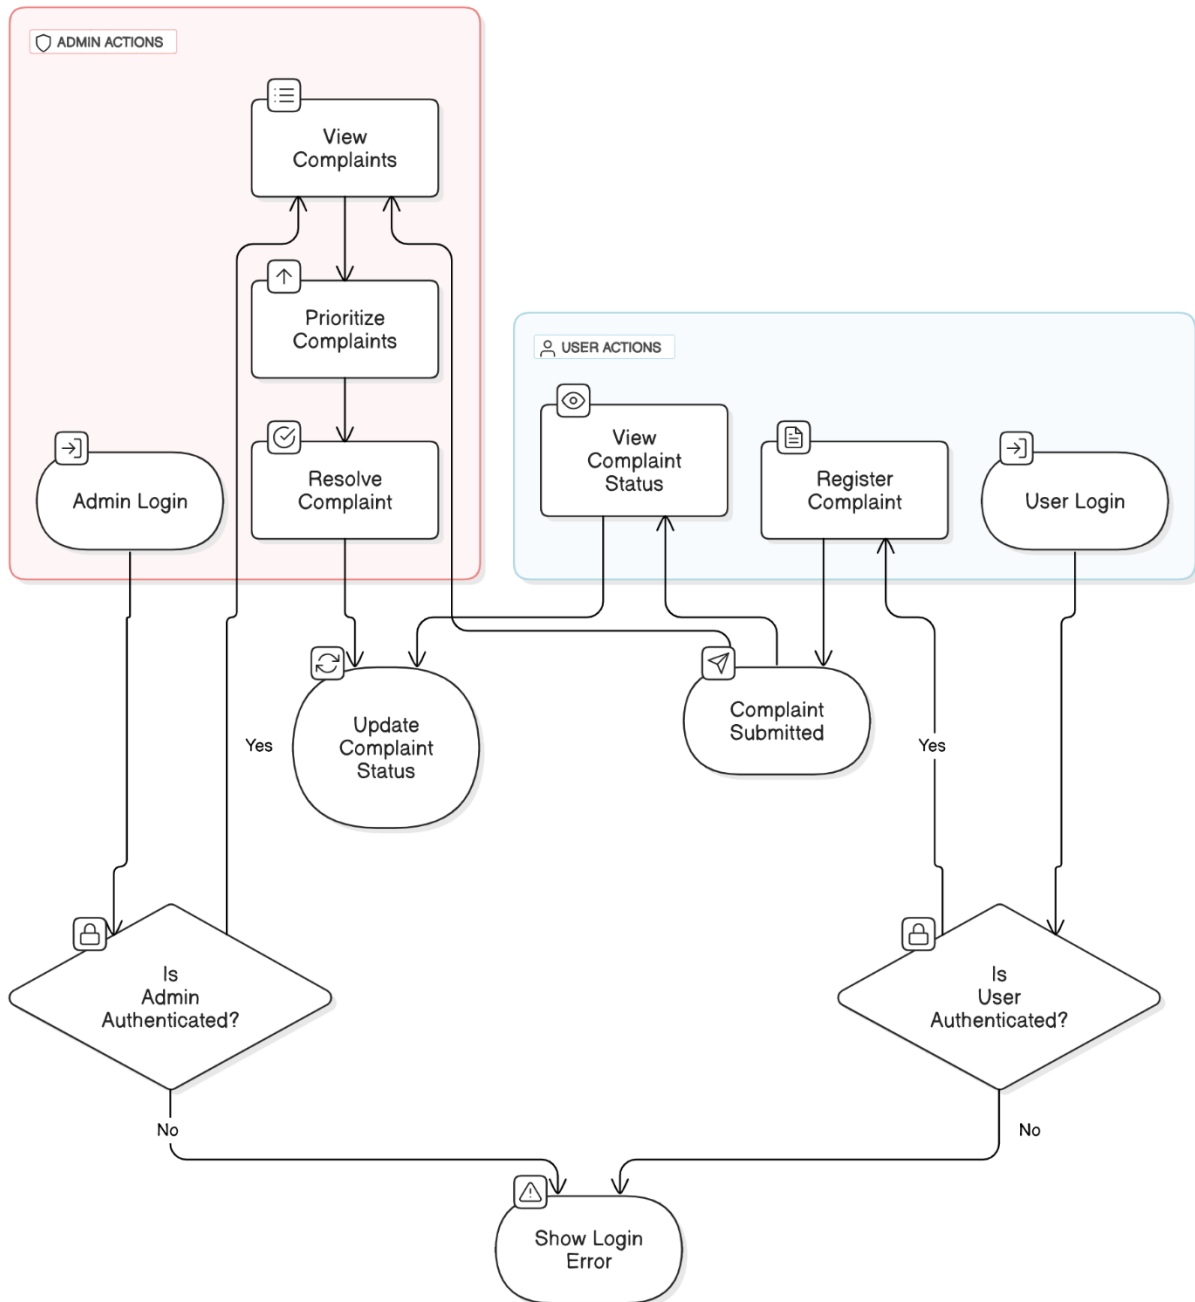 ADMIN ACTIONS
View
Complaints
Prioritize
Complaints
USER ACTIONS
Admin Login
Resolve
Complaint
View
Complaint
Status
Register
Complaint
User Login
Yes
Update
Complaint
Status
Complaint
Submitted
Yes
Is
Admin
Authenticated?
Is
User
Authenticated?
No
No
Show Login
Error